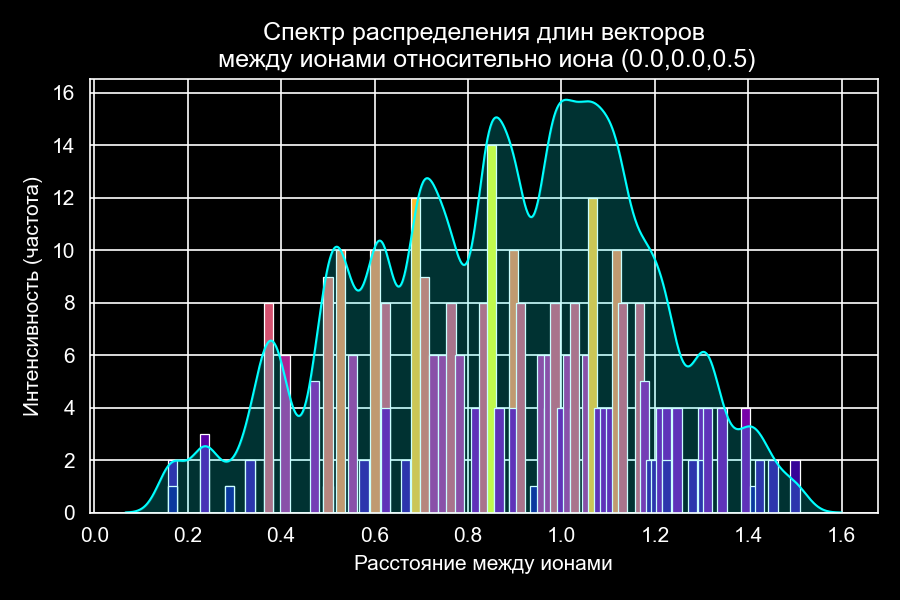 Спектр распределения длин векторов
между ионами относительно иона (0.0,0.0,0.5)
Интенсивность (частота)
16
14
12
10
8
6
4
2
0
0.0 0.2 0.4 0.6 0.8 1.0 1.2 1.4 1.6
Расстояние между ионами